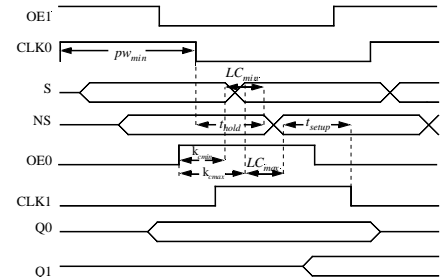 OE1
CLK0
pw_min
LC_min
S
t_hold
t_setup
NS
k_cmin
OE0
k_cmax
LC_max
CLK1
Q0
Q1